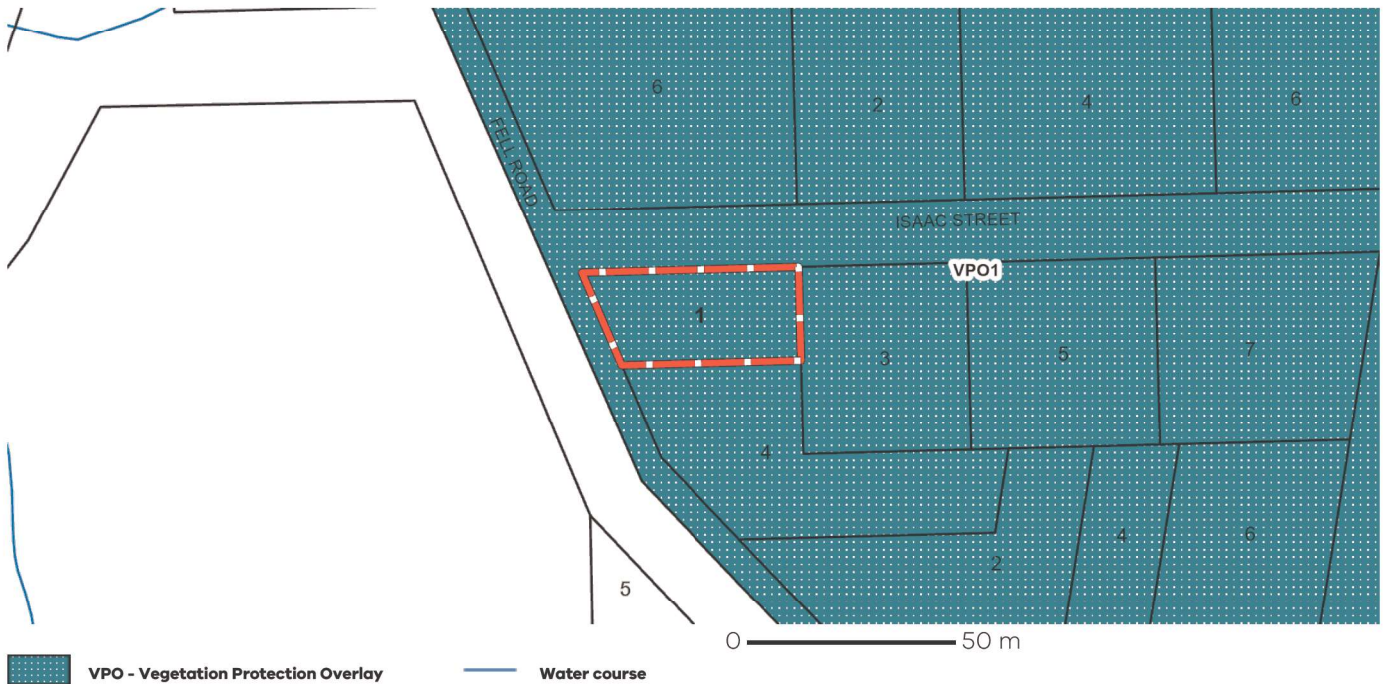 6
2
4
6
FELL ROAD
ISAAC STREET
VPO1
1
3
5
7
4
4
6
2
5
0 50 m
VPO - Vegetation Protection Overlay
Water course